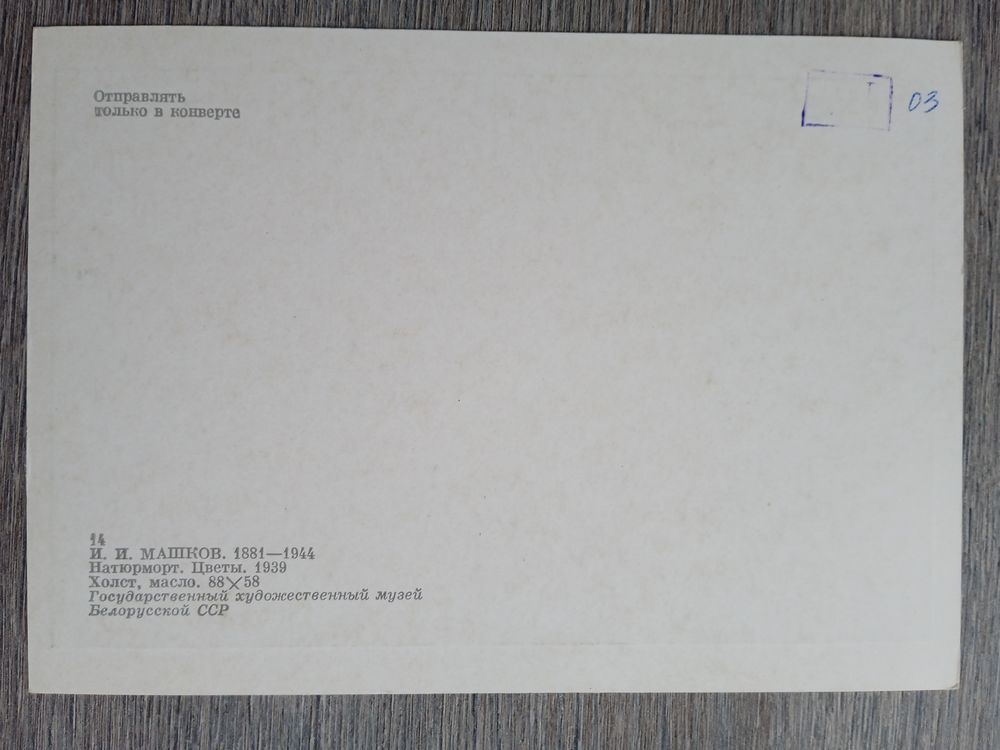 Отправлять
только в конверте
03
14
И. И. МАШКОВ. 1881—1944
Натюрморт. Цветы. 1939
Холст, масло. 88×58
Государственный художественный музей
Белорусской ССР